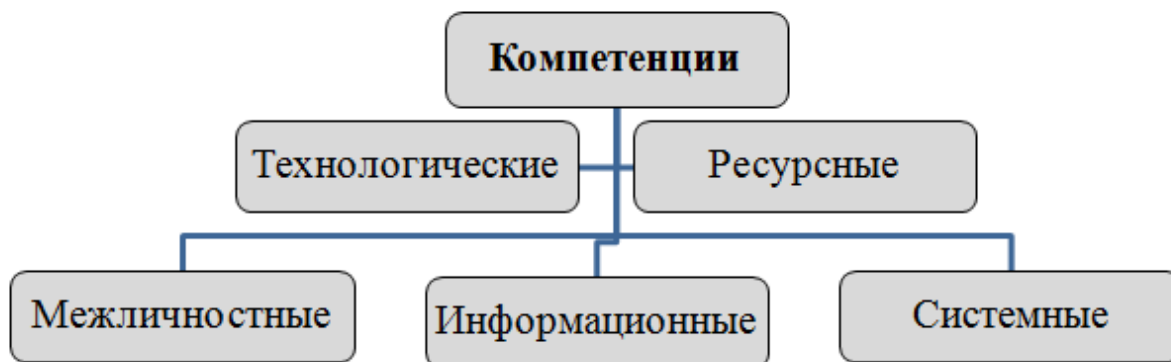 Компетенции
Технологические
Ресурсные
Межличностные
Информационные
Системные